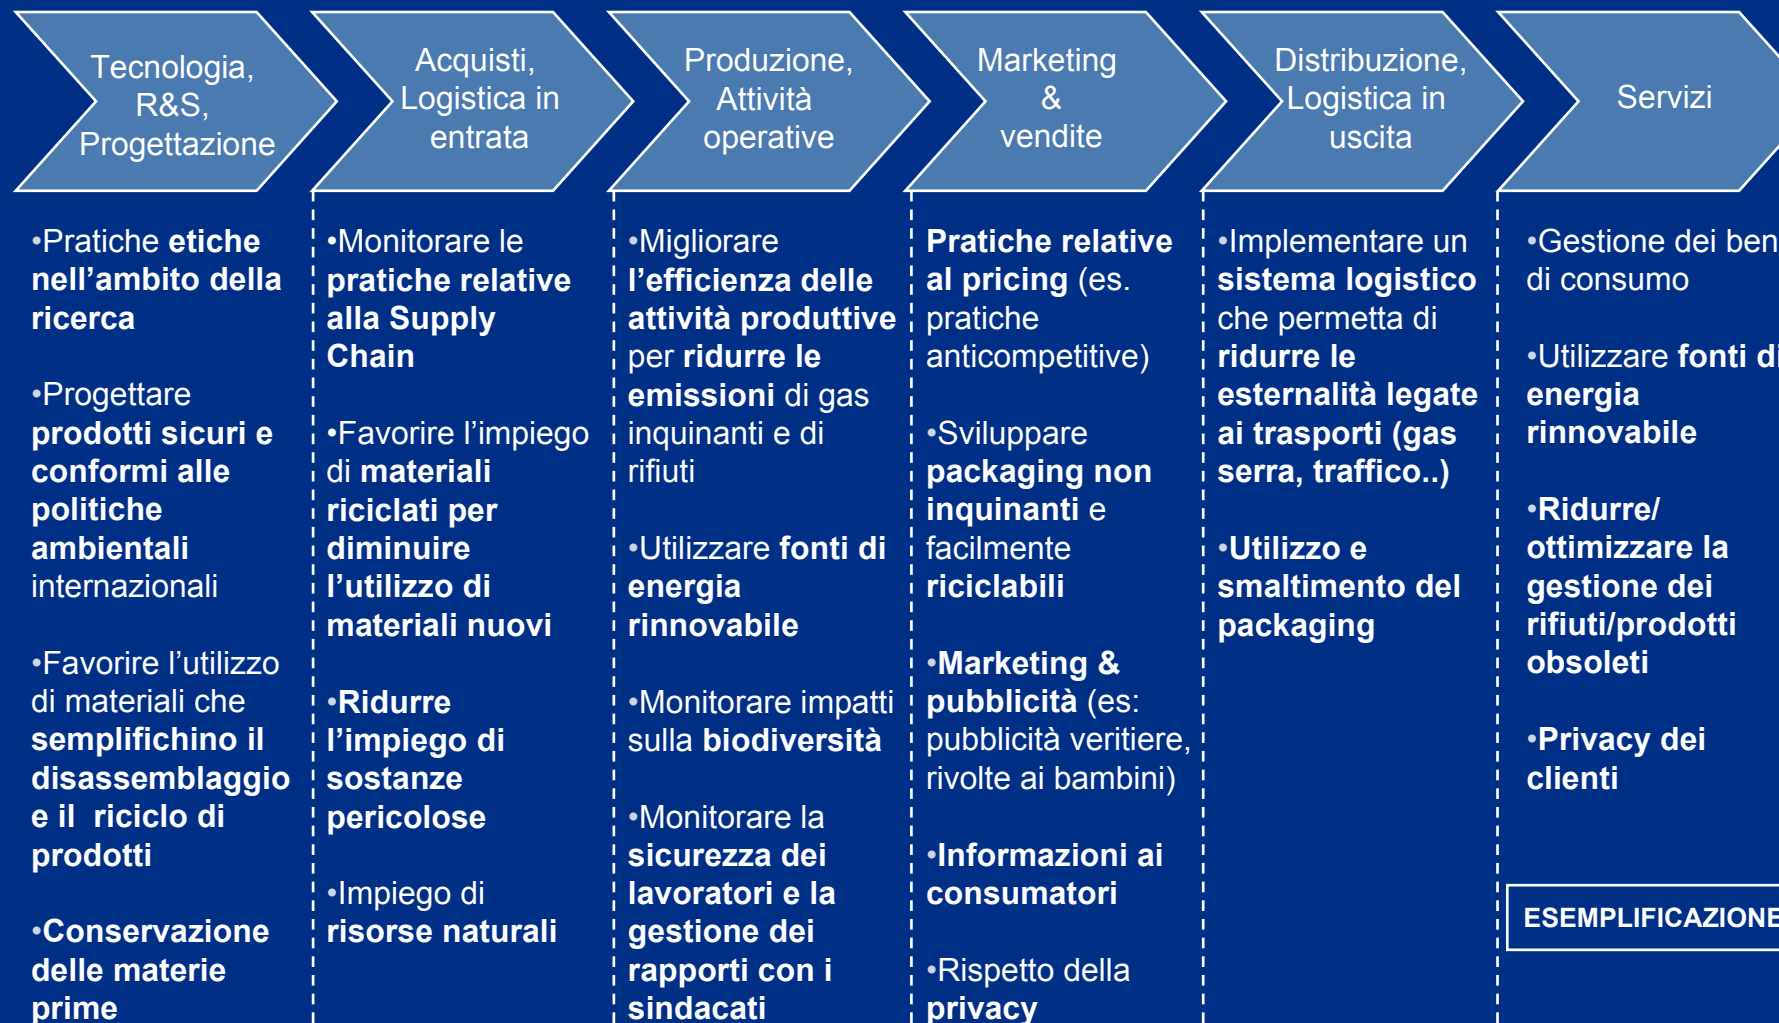 Tecnologia,
R&S,
Progettazione
Acquisti,
Logistica in
entrata
Produzione,
Attività
operative
Marketing
&
vendite
Distribuzione,
Logistica in
uscita
Servizi
•Pratiche etiche
nell’ambito della
ricerca
•Progettare
prodotti sicuri e
conformi alle
politiche
ambientali
internazionali
•Favorire l’utilizzo
di materiali che
semplifichino il
disassemblaggio
e il riciclo di
prodotti
•Conservazione
delle materie
prime
•Monitorare le
pratiche relative
alla Supply
Chain
•Favorire l’impiego
di materiali
riciclati per
diminuire
l’utilizzo di
materiali nuovi
•Ridurre
l’impiego di
sostanze
pericolose
•Impiego di
risorse naturali
•Migliorare
l’efficienza delle
attività produttive
per ridurre le
emissioni di gas
inquinanti e di
rifiuti
•Utilizzare fonti di
energia
rinnovabile
•Monitorare impatti
sulla biodiversità
•Monitorare la
sicurezza dei
lavoratori e la
gestione dei
rapporti con i
sindacati
Pratiche relative
al pricing (es.
pratiche
anticompetitive)
•Sviluppare
packaging non
inquinanti e
facilmente
riciclabili
•Marketing &
pubblicità (es:
pubblicità veritiere,
rivolte ai bambini)
•Informazioni ai
consumatori
•Rispetto della
privacy
•Implementare un
sistema logistico
che permetta di
ridurre le
esternalità legate
ai trasporti (gas
serra, traffico..)
•Utilizzo e
smaltimento del
packaging
•Gestione dei ben
di consumo
•Utilizzare fonti di
energia
rinnovabile
•Ridurre/
ottimizzare la
gestione dei
rifiuti/prodotti
obsoleti
•Privacy dei
clienti
ESEMPLIFICAZIONE